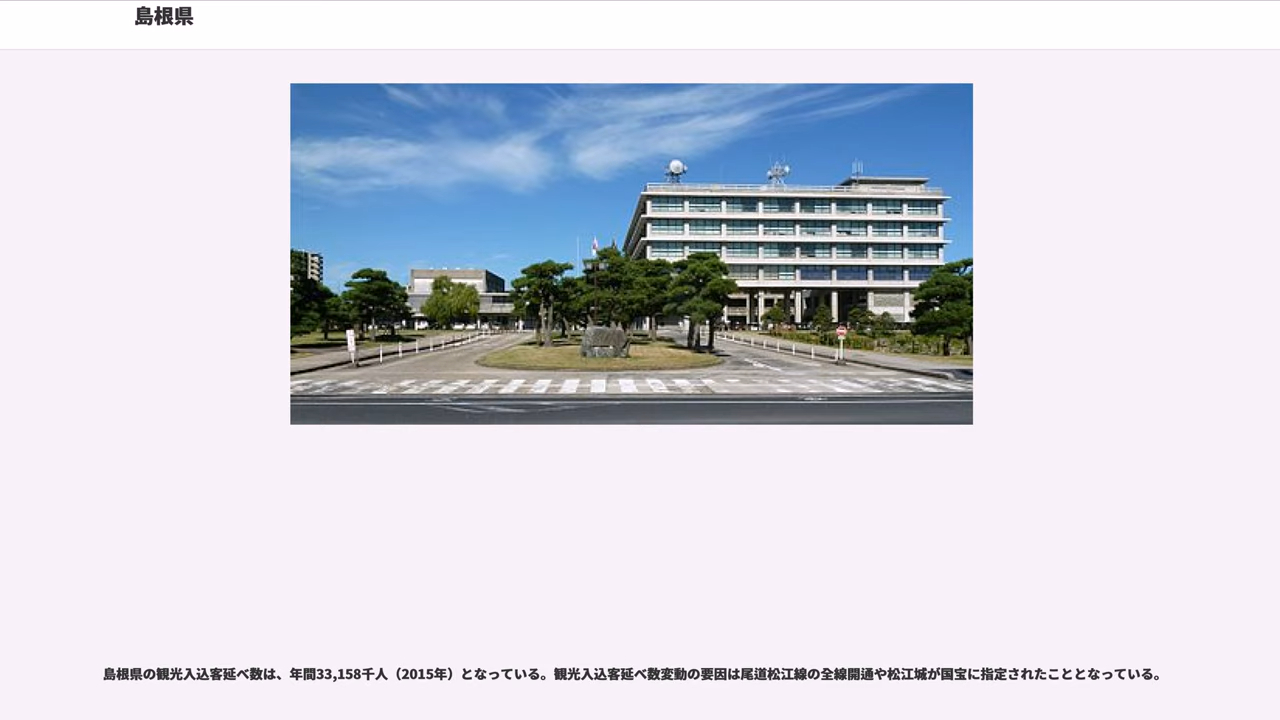 島根県
島根県の観光入込客延べ数は、年間33,158千人（2015年）となっている。観光入込客延べ数変動の要因は尾道松江線の全線開通や松江城が国宝に指定されたこととなっている。